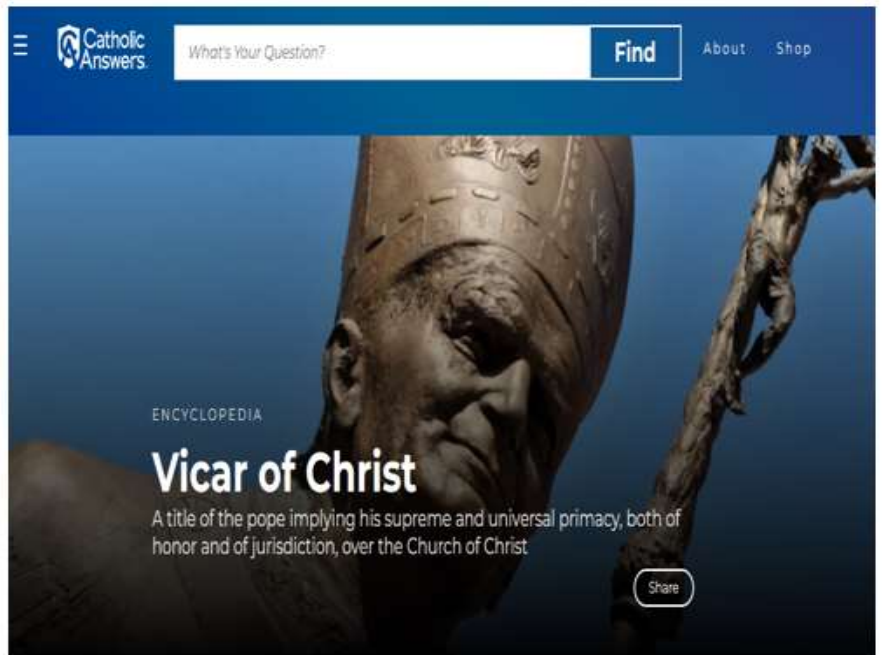 Catholic
Answers
What's Your Question?
Find
About
Shop
ENCYCLOPEDIA
Vicar of Christ
A title of the pope implying his supreme and universal primacy, both of
honor and of jurisdiction, over the Church of Christ
Share